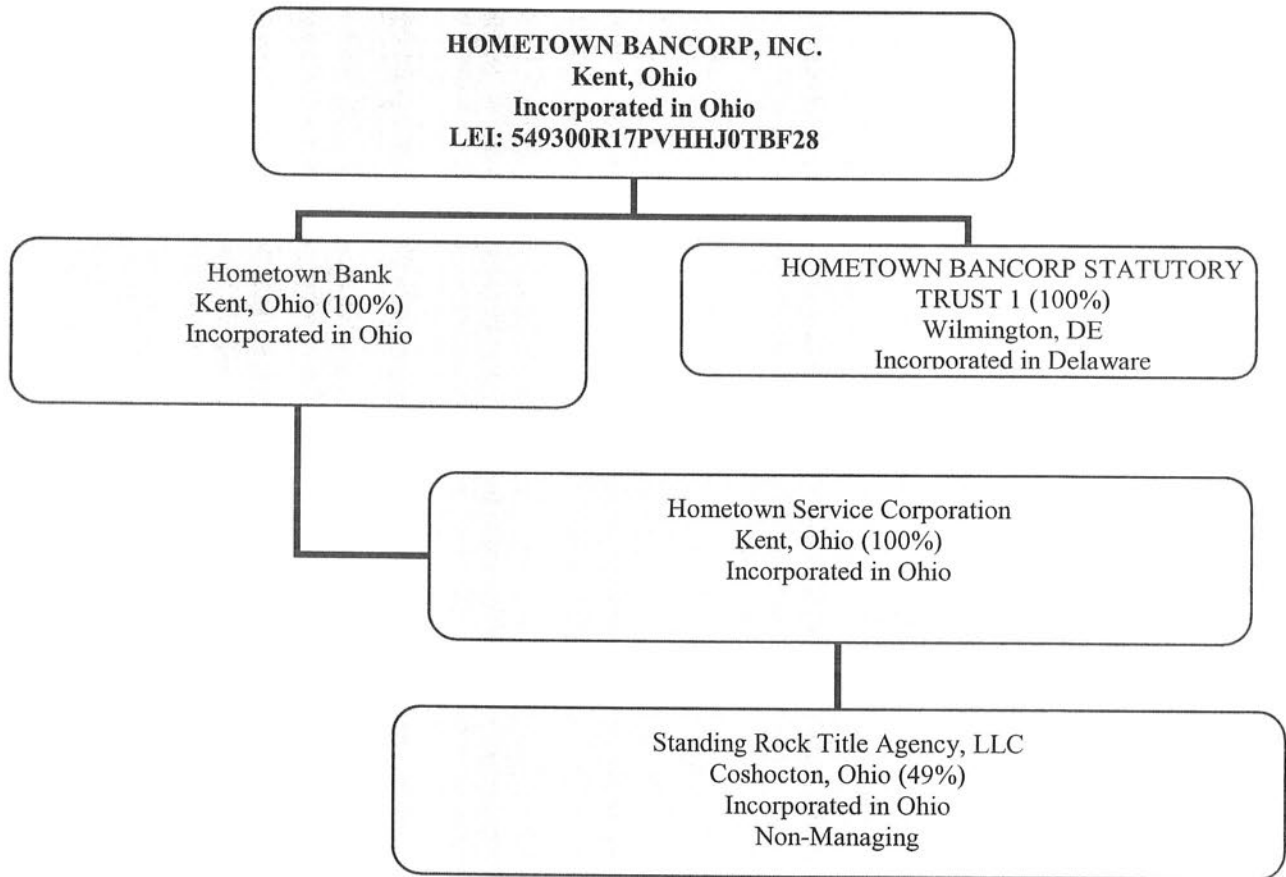 HOMETOWN BANCORP, INC.
Kent, Ohio
Incorporated in Ohio
LEI: 549300R17PVHHJ0TBF28
Hometown Bank
Kent, Ohio (100%)
Incorporated in Ohio
HOMETOWN BANCORP STATUTORY
TRUST 1 (100%)
Wilmington, DE
Incorporated in Delaware
Hometown Service Corporation
Kent, Ohio (100%)
Incorporated in Ohio
Standing Rock Title Agency, LLC
Coshocton, Ohio (49%)
Incorporated in Ohio
Non-Managing